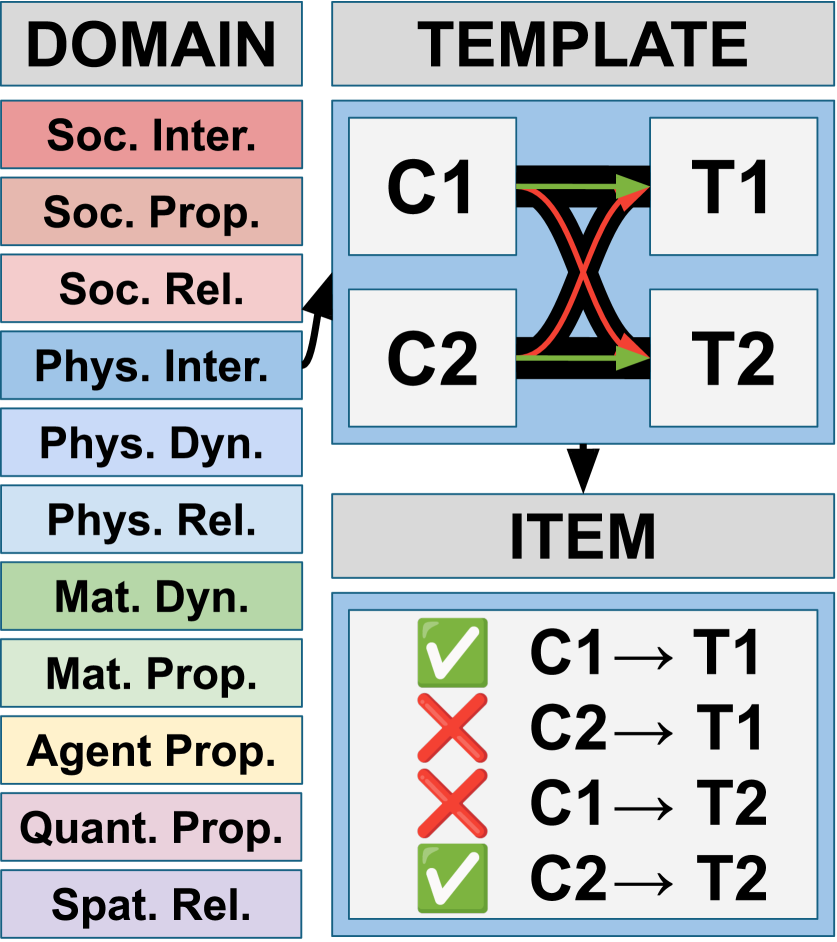 DOMAIN
Soc. Inter.
Soc. Prop.
Soc. Rel.
Phys. Inter.
Phys. Dyn.
Phys. Rel.
Mat. Dyn.
Mat. Prop.
Agent Prop.
Quant. Prop.
Spat. Rel.
TEMPLATE
C1
T1
C2
T2
ITEM
✅ C1→ T1
❌ C2→ T1
❌ C1→ T2
✅ C2→ T2